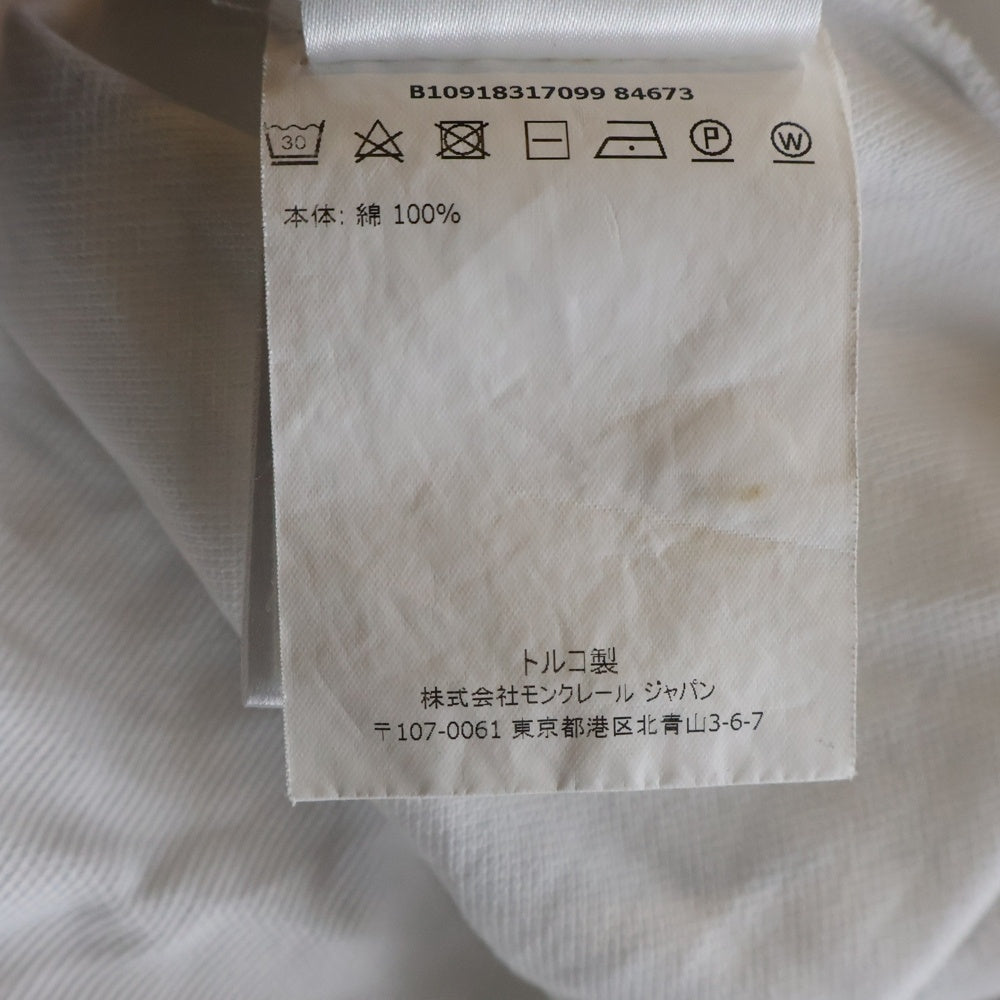 B10918317099 84673
30 P W
本体: 綿 100%
トルコ製
株式会社モンクレール ジャパン
〒107-0061 東京都港区北青山3-6-7